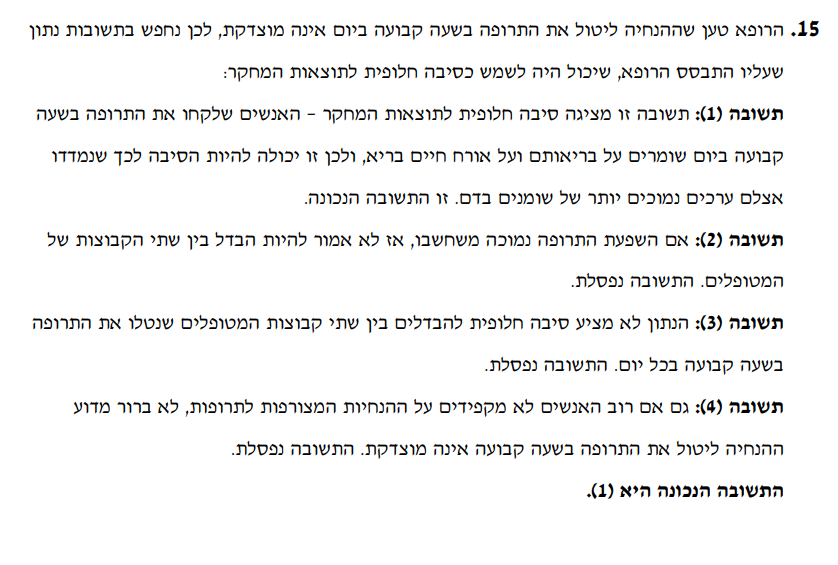 15. הרופא טען שההנחיה ליטול את התרופה בשעה קבועה ביום אינה מוצדקת, לכן נחפש בתשובות נתון
שעליו התבסס הרופא, שיכול היה לשמש כסיבה חלופית לתוצאות המחקר:
תשובה (1): תשובה זו מציגה סיבה חלופית לתוצאות המחקר – האנשים שלקחו את התרופה בשעה
קבועה ביום שומרים על בריאותם ועל אורח חיים בריא, ולכן זו יכולה להיות הסיבה לכך שנמדדו
אצלם ערכים נמוכים יותר של שומנים בדם. זו התשובה הנכונה.
תשובה (2): אם השפעת התרופה נמוכה משחשבו, אז לא אמור להיות הבדל בין שתי הקבוצות של
המטופלים. התשובה נפסלת.
תשובה (3): הנתון לא מציע סיבה חלופית להבדלים בין שתי קבוצות המטופלים שנטלו את התרופה
בשעה קבועה בכל יום. התשובה נפסלת.
תשובה (4): גם אם רוב האנשים לא מקפידים על ההנחיות המצורפות לתרופות, לא ברור מדוע
ההנחיה ליטול את התרופה בשעה קבועה אינה מוצדקת. התשובה נפסלת.
התשובה הנכונה היא (1).